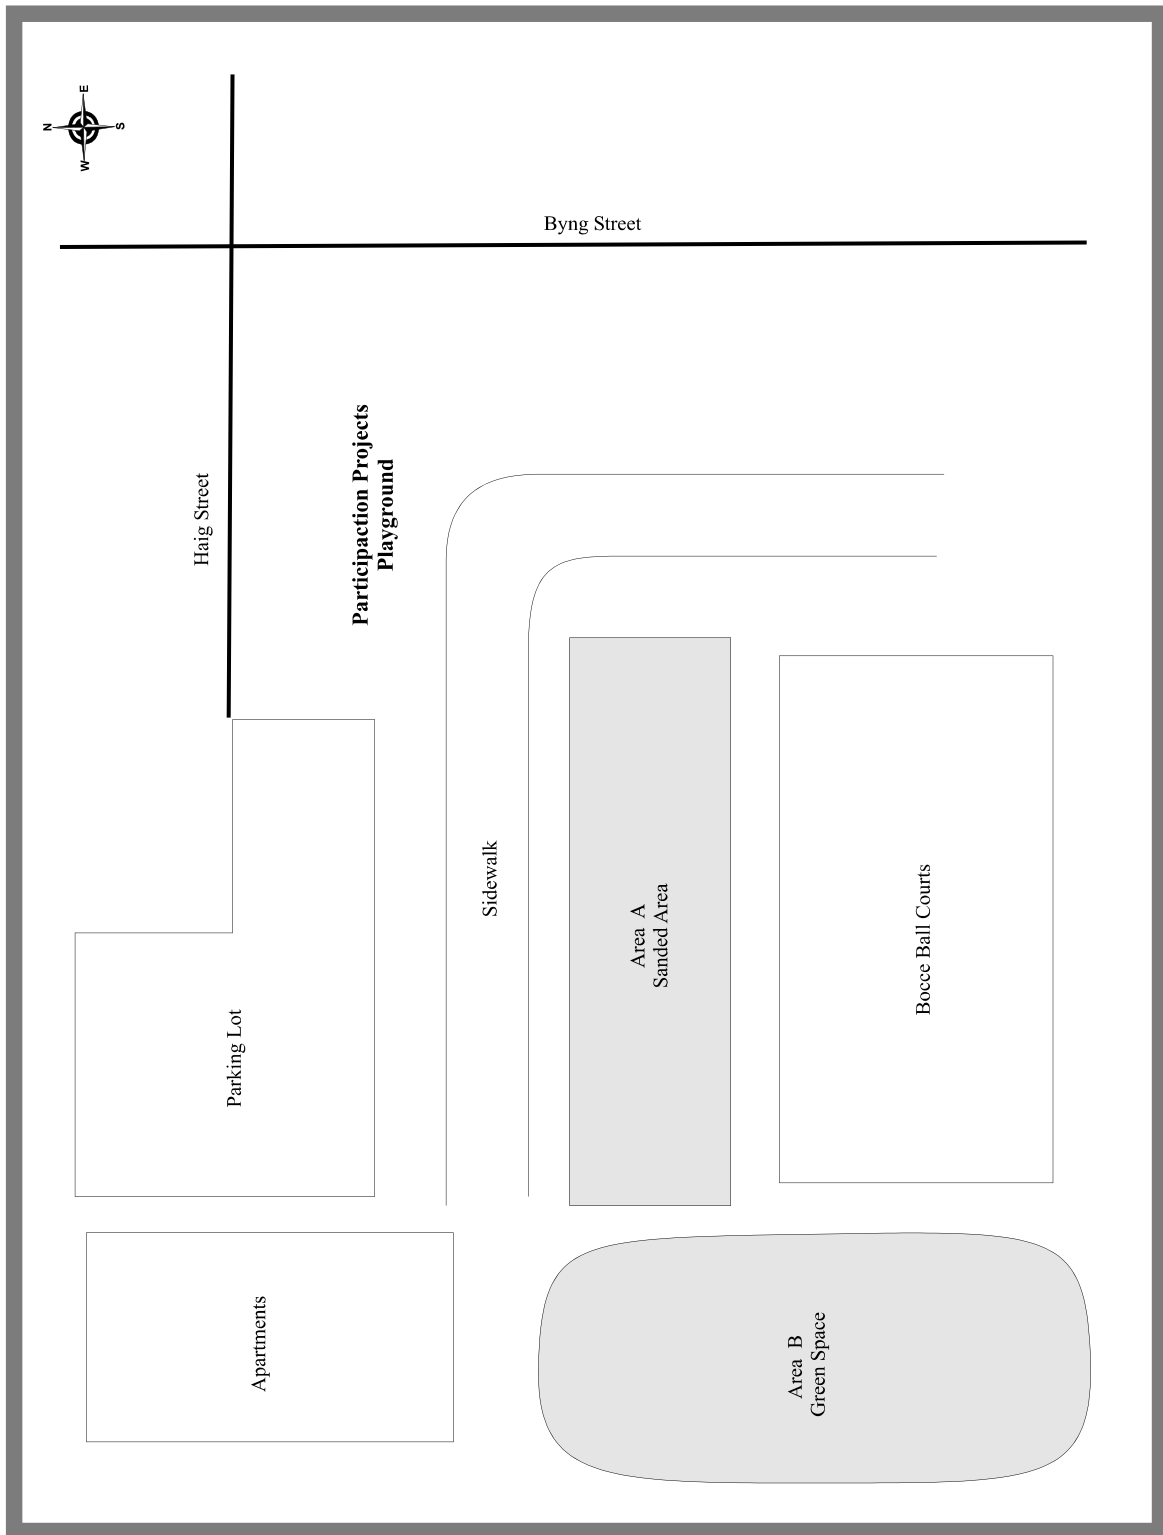 N
E
S
W
Byng Street
Haig Street
Participaction Projects
Playground
Sidewalk
Parking Lot
Area A
Sanded Area
Bocce Ball Courts
Apartments
Area B
Green Space